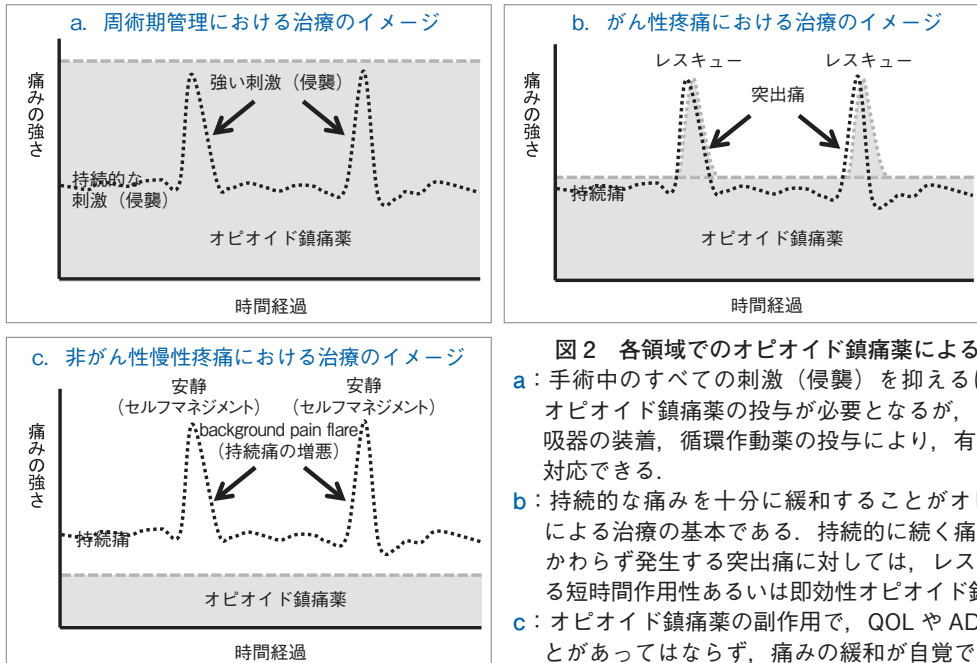 a. 周術期管理における治療のイメージ
痛みの強さ
強い刺激（侵襲）
持続的な
刺激（侵襲）
オピオイド鎮痛薬
時間経過
b. がん性疼痛における治療のイメージ
痛みの強さ
レスキュー
レスキュー
突出痛
持続痛
オピオイド鎮痛薬
時間経過
c. 非がん性慢性疼痛における治療のイメージ
痛みの強さ
安静
（セルフマネジメント）
安静
（セルフマネジメント）
background pain flare
（持続痛の増悪）
持続痛
オピオイド鎮痛薬
時間経過
図2 各領域でのオピオイド鎮痛薬による
a：手術中のすべての刺激（侵襲）を抑えるに
オピオイド鎮痛薬の投与が必要となるが，
吸器の装着，循環作動薬の投与により，有
対応できる．
b：持続的な痛みを十分に緩和することがオピ
による治療の基本である．持続的に続く痛
かわらず発生する突出痛に対しては，レス
る短時間作用性あるいは即効性オピオイド鎮
c：オピオイド鎮痛薬の副作用で，QOL や AD
とがあってはならず，痛みの緩和が自覚で